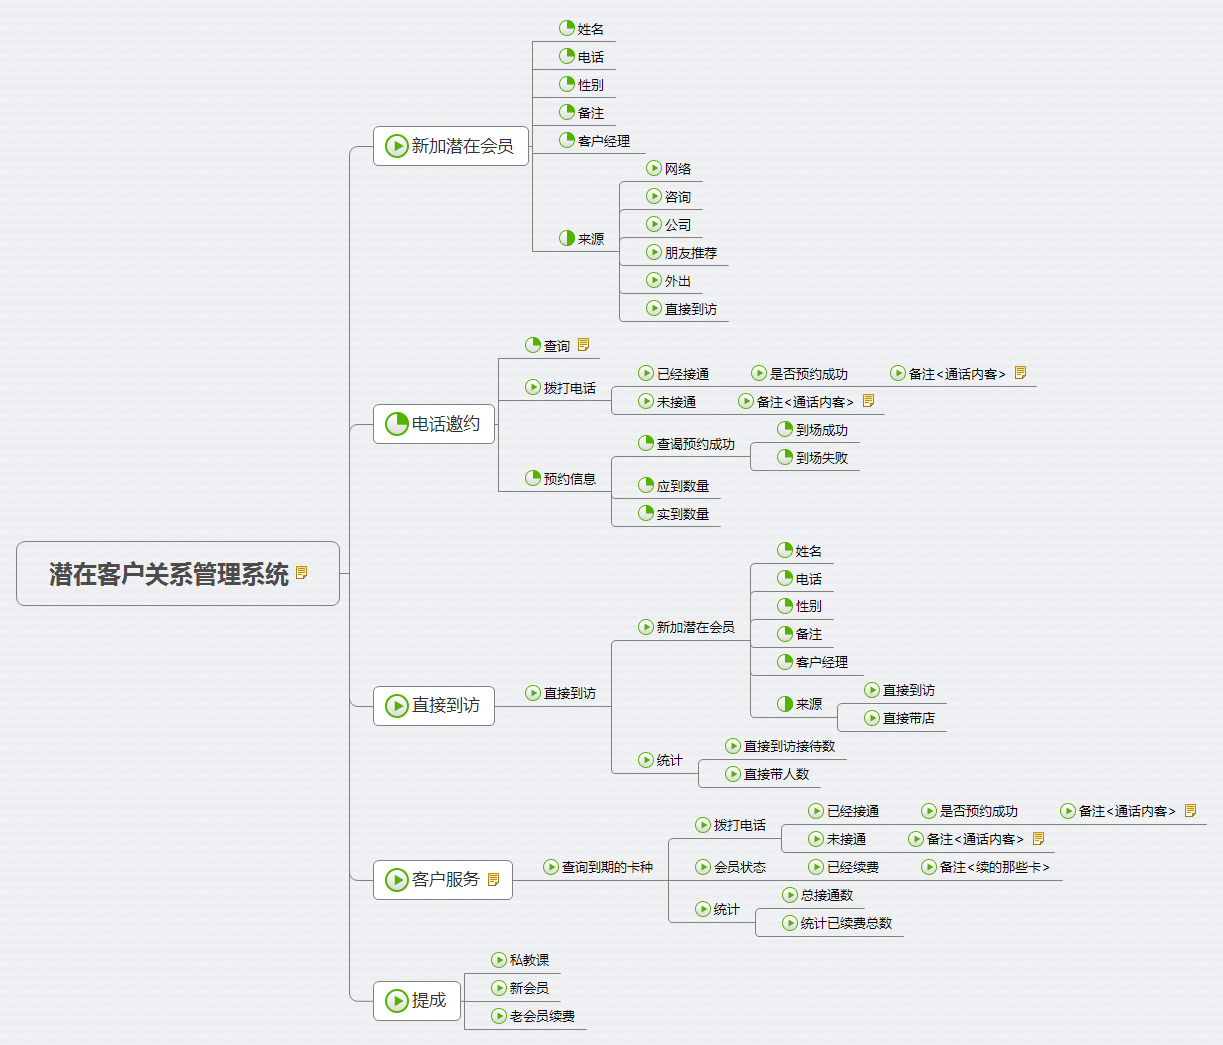 姓名
电话
性别
备注
客户经理
新加潜在会员
网络
咨询
公司
来源
朋友推荐
外出
直接到访
查询
拨打电话
已经接通
是否预约成功
备注<通话内客>
未接通
备注<通话内客>
电话邀约
到场成功
查谒预约成功
到场失败
预约信息
应到数量
实到数量
潜在客户关系管理系统
姓名
电话
性别
新加潜在会员
备注
客户经理
直接到访
来源
直接带店
直接到访
直接到访
统计
直接到访接待数
直接带人数
拨打电话
已经接通
是否预约成功
备注<通话内客>
未接通
备注<通话内客>
客户服务
查询到期的卡种
会员状态
已经续费
备注<续的那些卡>
统计
总接通数
统计已续费总数
私教课
提成
新会员
老会员续费